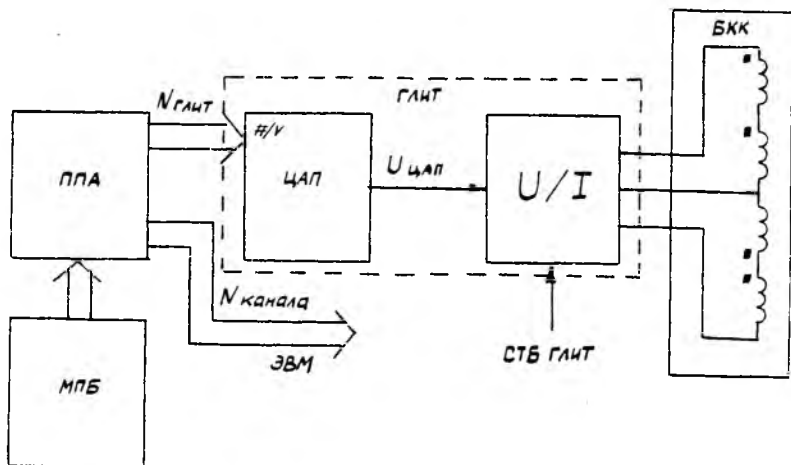 БКК
N ГЛИТ
ГЛИТ
#/V
ППА
ЦАП
U ЦАП
U/I
N канала
ЭВМ
СТБ ГЛИТ
МПБ